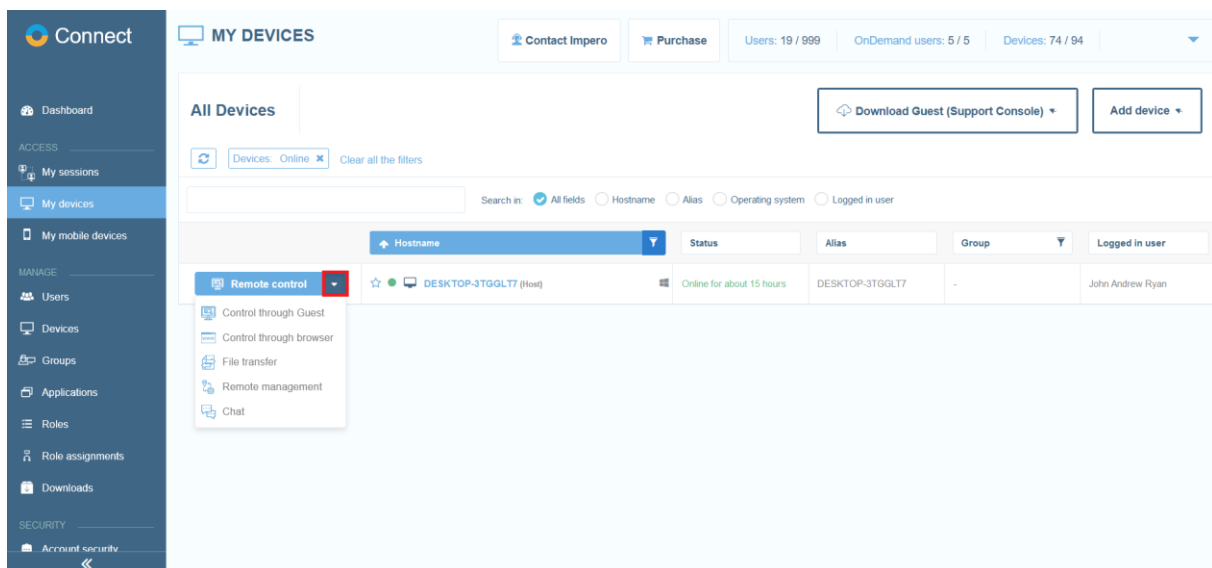 Connect
MY DEVICES
Contact Impero
Purchase
Users: 19 / 999
OnDemand users: 5 / 5
Devices: 74 / 94
Dashboard
ACCESS
My sessions
My devices
My mobile devices
MANAGE
Users
Devices
Groups
Applications
Roles
Role assignments
Downloads
SECURITY
Account security
All Devices
Download Guest (Support Console)
Add device
Devices: Online
Clear all the filters
Search in: All fields Hostname Alias Operating system Logged in user
Hostname Status Alias Group Logged in user
Remote control DESKTOP-3TGGLT7 (Host) Online for about 15 hours DESKTOP-3TGGLT7 - John Andrew Ryan
Control through Guest
Control through browser
File transfer
Remote management
Chat